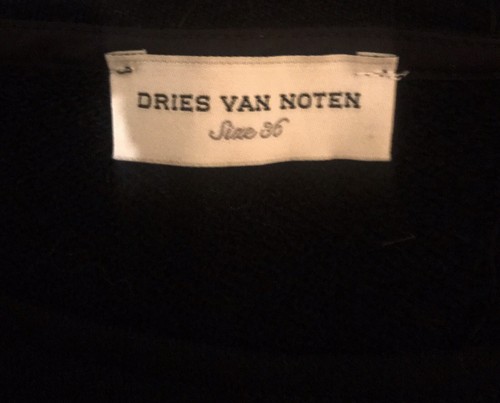 DRIES VAN NOTEN
Size 36